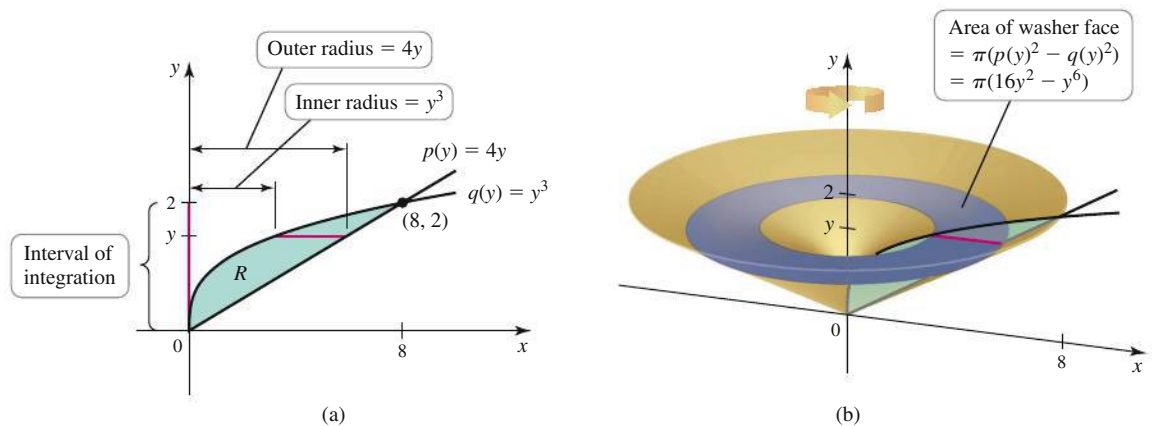 Outer radius = 4y
y
Inner radius = y³
p(y) = 4y
q(y) = y³
2
(8, 2)
y
Interval of
integration
R
0
8
x
(a)
Area of washer face
= π(p(y)² − q(y)²)
= π(16y² − y⁶)
y
2
y
0
8
x
(b)